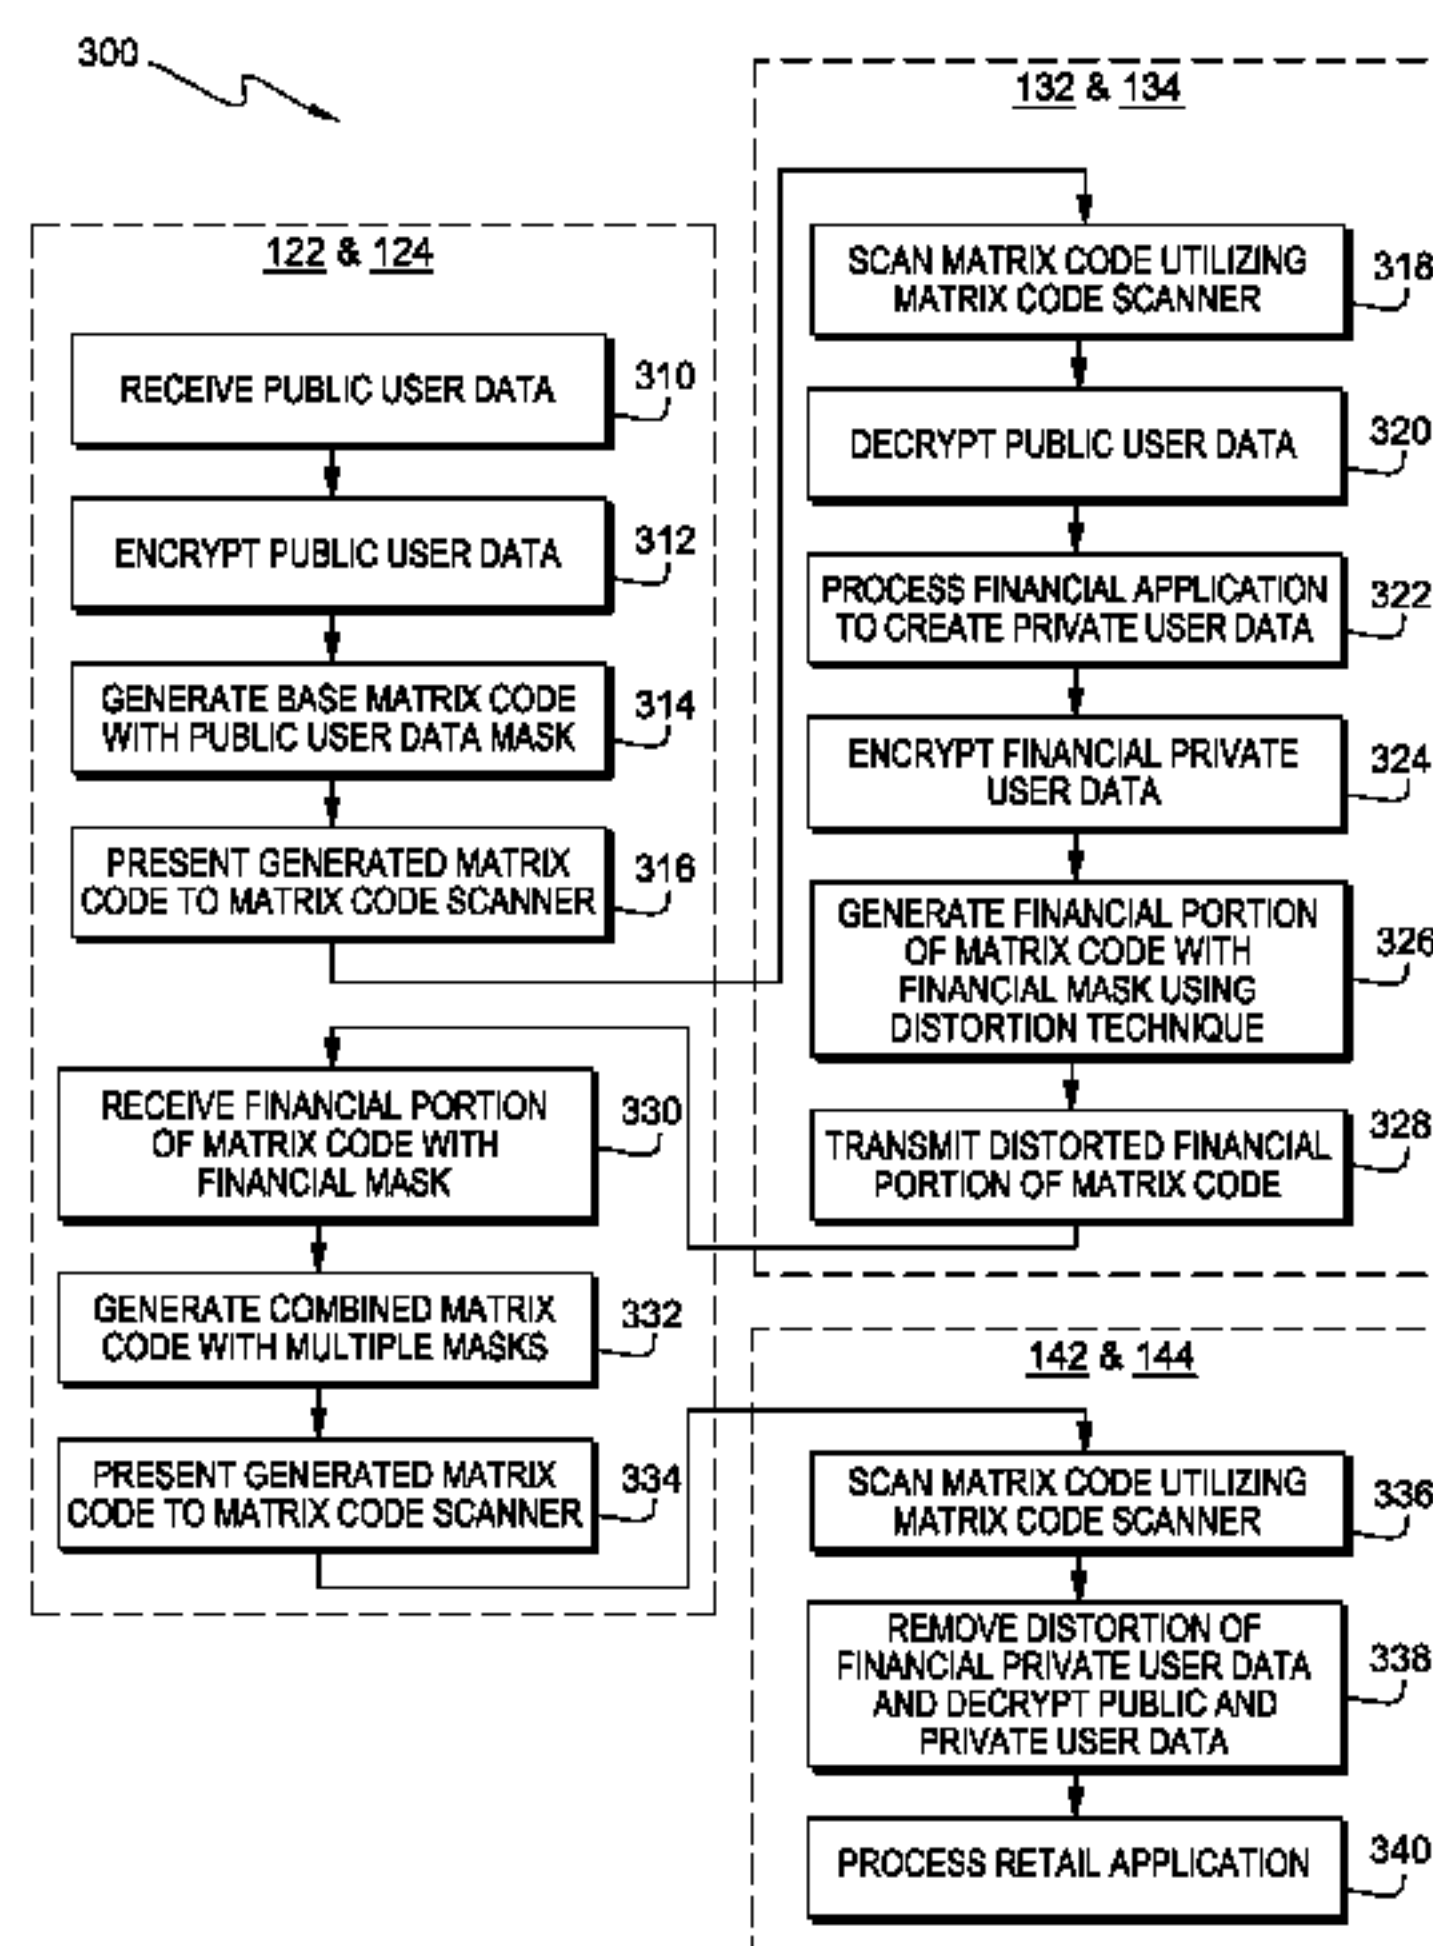 300
122 & 124
RECEIVE PUBLIC USER DATA
310
ENCRYPT PUBLIC USER DATA
312
GENERATE BASE MATRIX CODE
WITH PUBLIC USER DATA MASK
314
PRESENT GENERATED MATRIX
CODE TO MATRIX CODE SCANNER
316
132 & 134
SCAN MATRIX CODE UTILIZING
MATRIX CODE SCANNER
318
DECRYPT PUBLIC USER DATA
320
PROCESS FINANCIAL APPLICATION
TO CREATE PRIVATE USER DATA
322
ENCRYPT FINANCIAL PRIVATE
USER DATA
324
GENERATE FINANCIAL PORTION
OF MATRIX CODE WITH
FINANCIAL MASK USING
DISTORTION TECHNIQUE
326
TRANSMIT DISTORTED FINANCIAL
PORTION OF MATRIX CODE
328
RECEIVE FINANCIAL PORTION
OF MATRIX CODE WITH
FINANCIAL MASK
330
GENERATE COMBINED MATRIX
CODE WITH MULTIPLE MASKS
332
PRESENT GENERATED MATRIX
CODE TO MATRIX CODE SCANNER
334
142 & 144
SCAN MATRIX CODE UTILIZING
MATRIX CODE SCANNER
336
REMOVE DISTORTION OF
FINANCIAL PRIVATE USER DATA
AND DECRYPT PUBLIC AND
PRIVATE USER DATA
338
PROCESS RETAIL APPLICATION
340